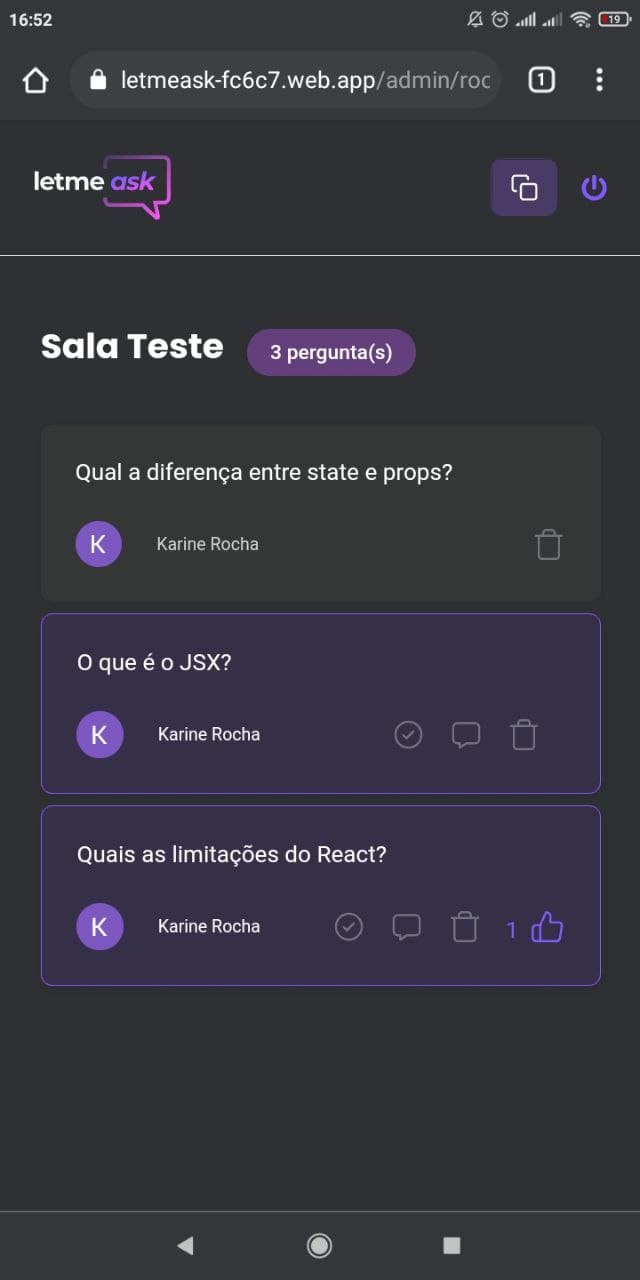 16:52
19
letmeask-fc6c7.web.app/admin/roo
1
letme ask
Sala Teste
3 pergunta(s)
Qual a diferença entre state e props?
K
Karine Rocha
O que é o JSX?
K
Karine Rocha
Quais as limitações do React?
K
Karine Rocha
1